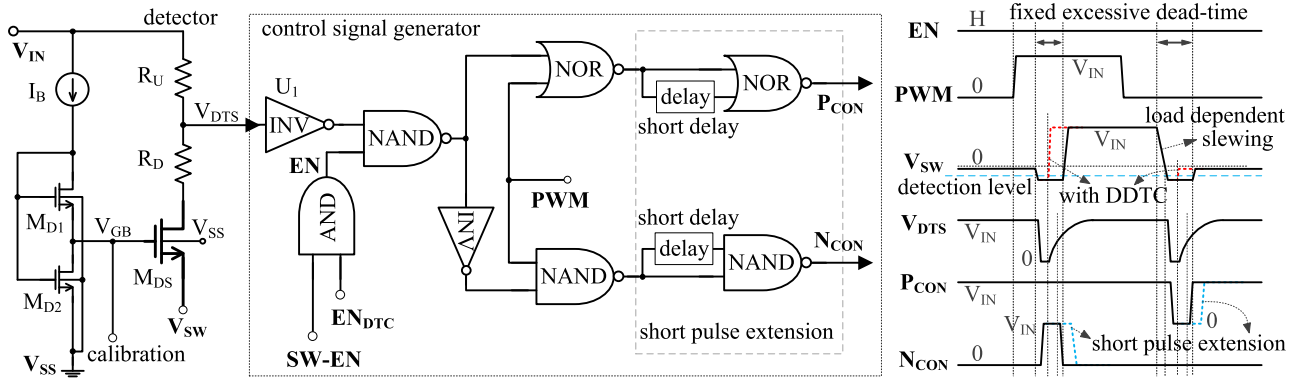 detector
V_IN
I_B
R_U
R_D
V_DTS
M_D1
M_D2
V_GB
M_DS
V_SS
V_SW
calibration
V_SS
control signal generator
U_1
INV
NAND
EN
AND
EN_DTC
SW-EN
INV
NOR
PWM
NAND
delay
short delay
NOR
P_CON
short delay
delay
NAND
N_CON
short pulse extension
fixed excessive dead-time
EN
H
PWM
0
V_IN
load dependent
slewing
V_SW
0
V_IN
detection level
with DDTC
V_DTS
V_IN
0
P_CON
V_IN
0
V_IN
short pulse extension
N_CON
0